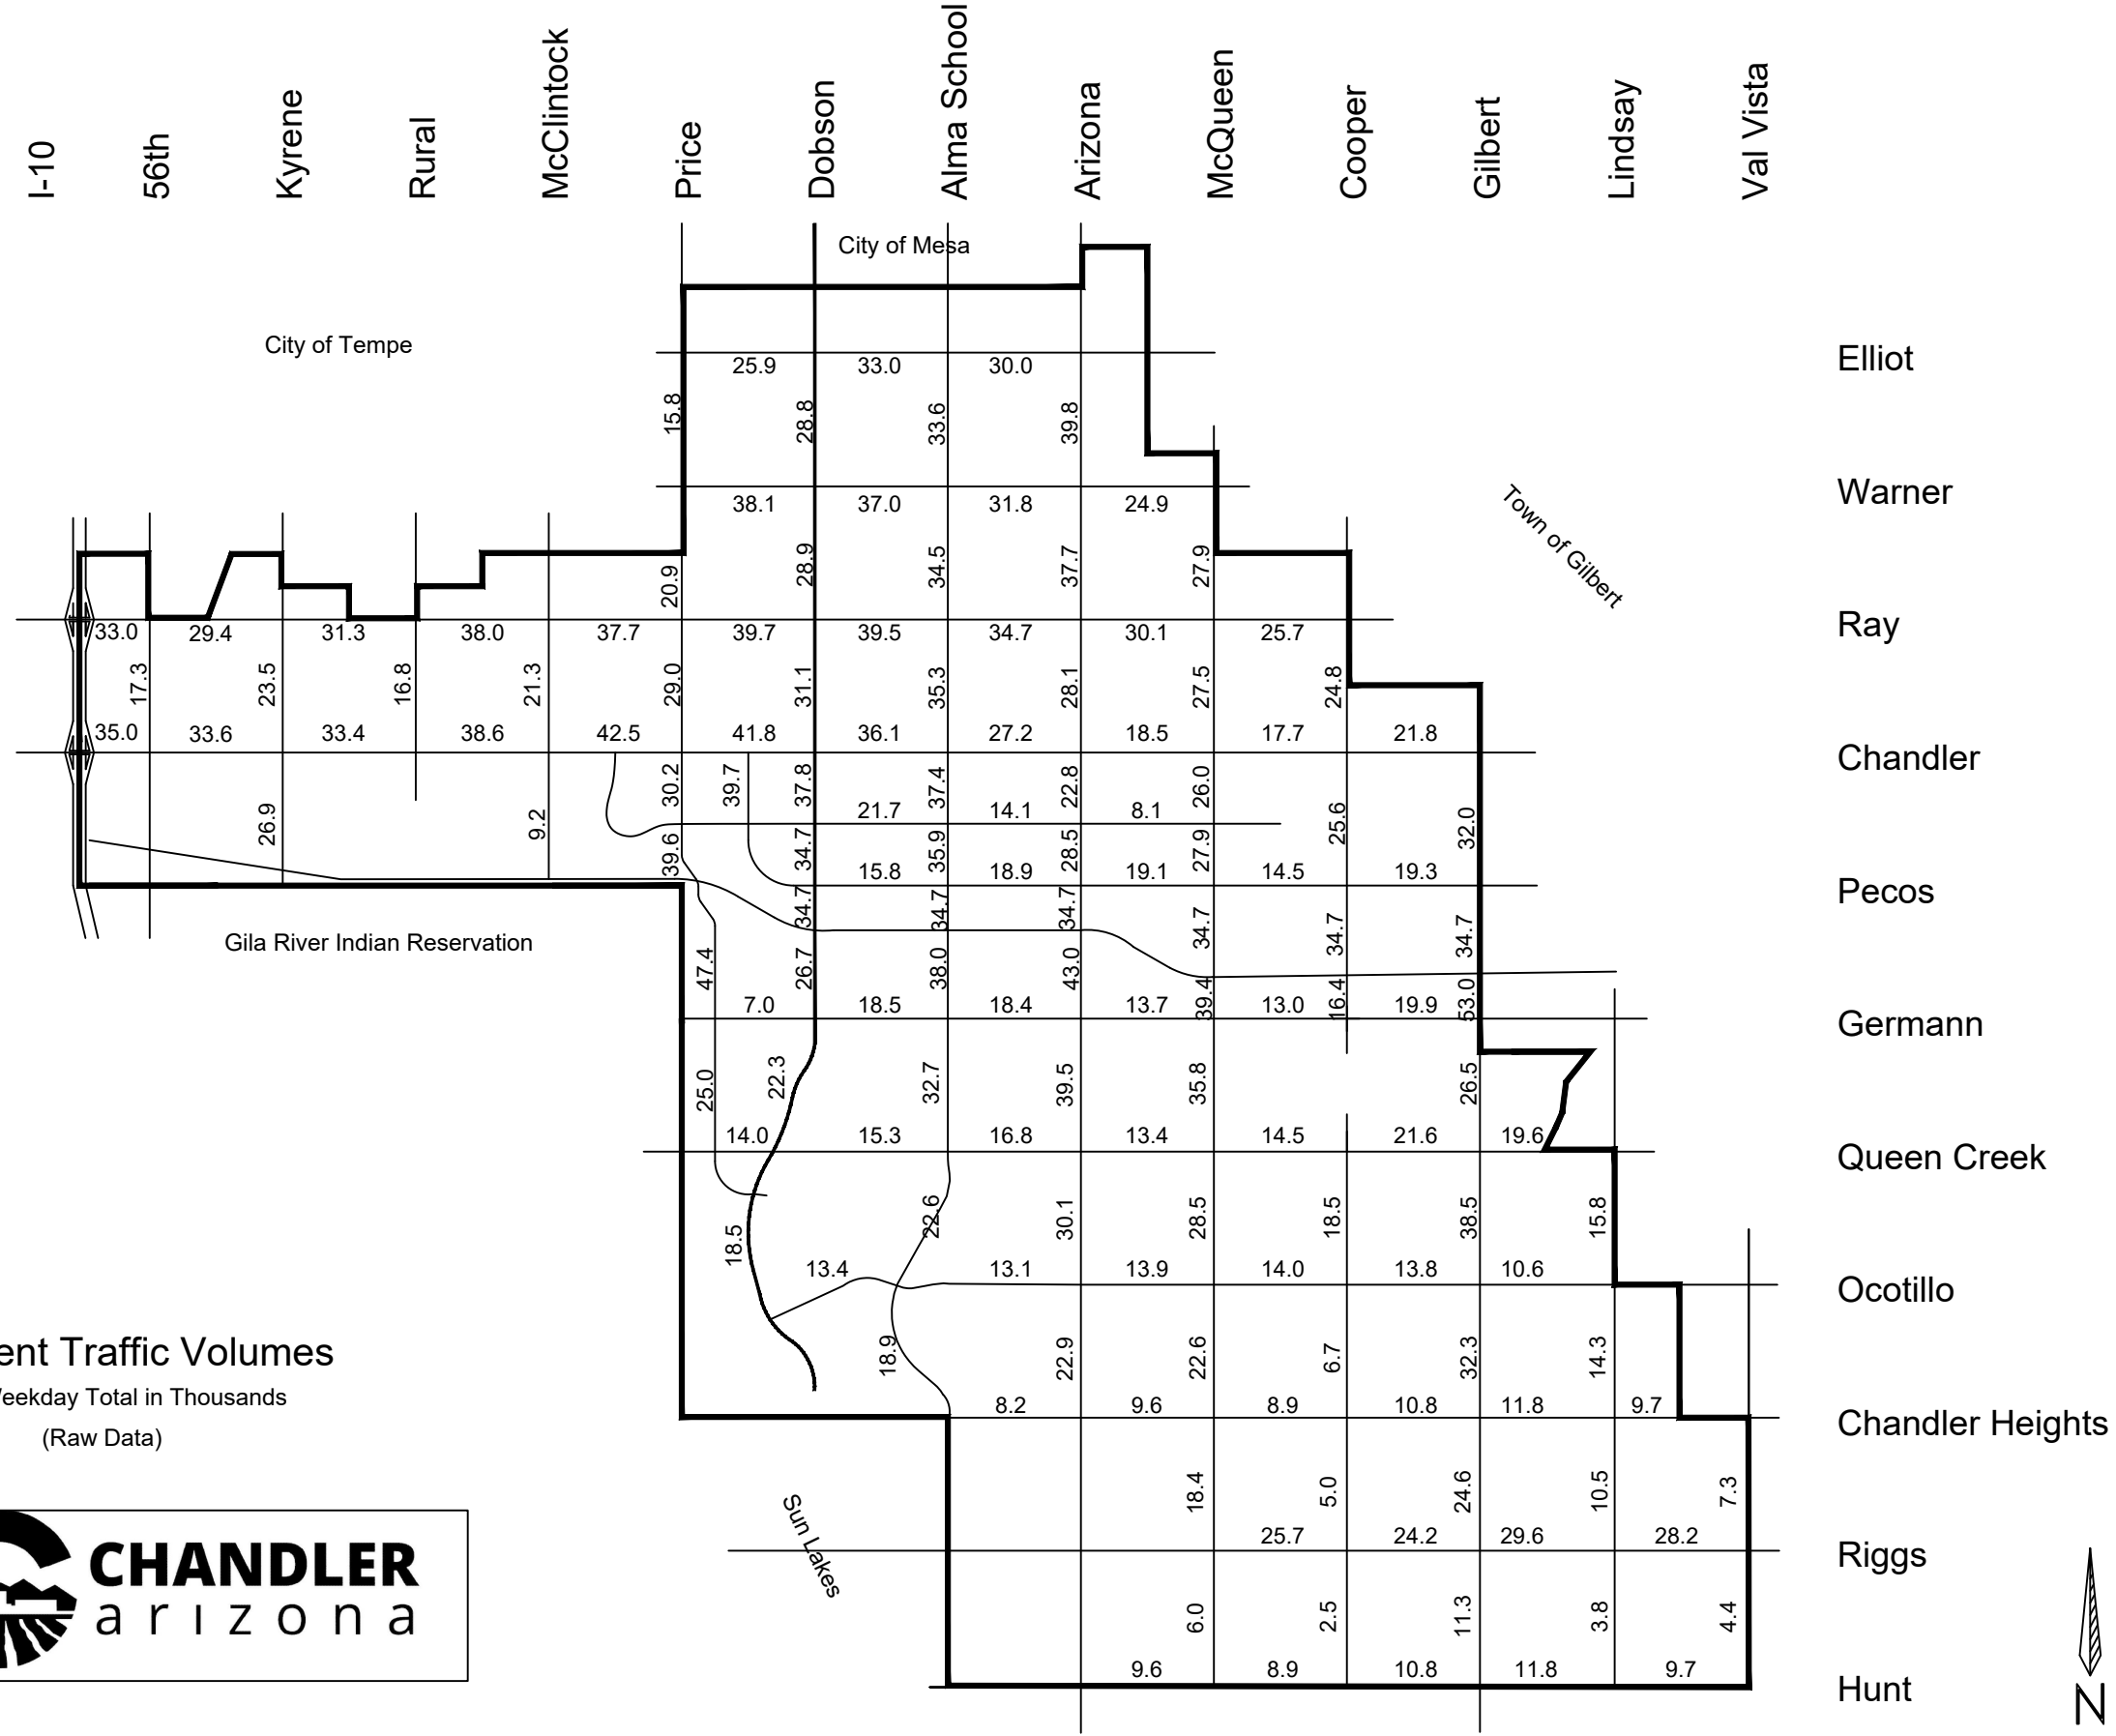 I-10
56th
Kyrene
Rural
McClintock
Price
Dobson
Alma School
Arizona
McQueen
Cooper
Gilbert
Lindsay
Val Vista
City of Mesa
City of Tempe
Elliot
25.9 33.0 30.0
15.8 28.8 33.6 39.8
Warner
38.1 37.0 31.8 24.9
Town of Gilbert
20.9 28.9 34.5 37.7 27.9
Ray
33.0 29.4 31.3 38.0 37.7 39.7 39.5 34.7 30.1 25.7
17.3 23.5 16.8 21.3 29.0 31.1 35.3 28.1 27.5 24.8
35.0 33.6 33.4 38.6 42.5 41.8 36.1 27.2 18.5 17.7 21.8
Chandler
30.2 39.7 37.8 37.4 22.8 26.0
21.7 14.1 8.1
26.9 9.2 25.6 32.0
39.6 34.7 35.9 28.5 27.9
15.8 18.9 19.1 14.5 19.3
Pecos
34.7 34.7 34.7 34.7 34.7 34.7
Gila River Indian Reservation
47.4 26.7 38.0 43.0 39.4 16.4 53.0
7.0 18.5 18.4 13.7 13.0 19.9
Germann
25.0 22.3 32.7 39.5 35.8 26.5
14.0 15.3 16.8 13.4 14.5 21.6 19.6
Queen Creek
18.5 22.6 30.1 28.5 18.5 38.5 15.8
13.4 13.1 13.9 14.0 13.8 10.6
Ocotillo
18.9 22.9 22.6 6.7 32.3 14.3
8.2 9.6 8.9 10.8 11.8 9.7
Chandler Heights
18.4 5.0 24.6 10.5 7.3
25.7 24.2 29.6 28.2
Riggs
Sun Lakes
6.0 2.5 11.3 3.8 4.4
9.6 8.9 10.8 11.8 9.7
Hunt
N
ent Traffic Volumes
eekday Total in Thousands
(Raw Data)
CHANDLER
arızona